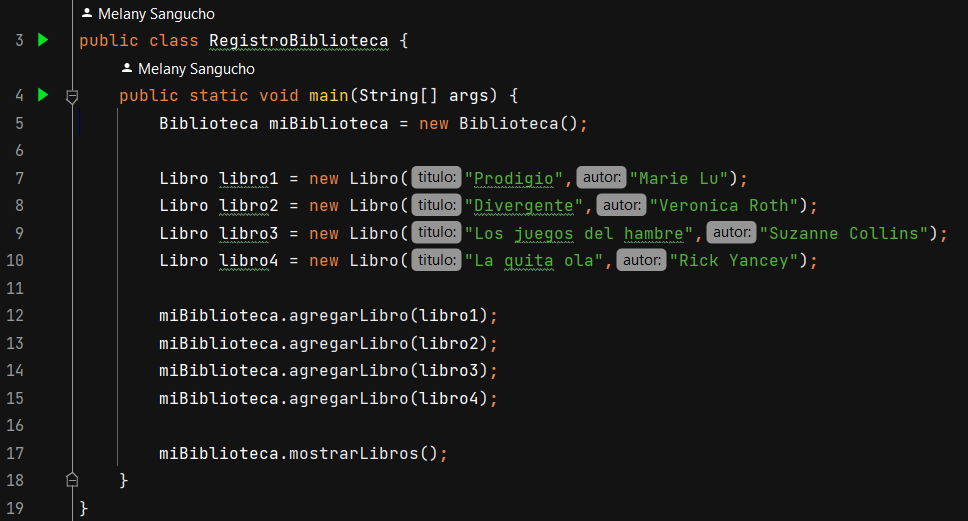 Melany Sangucho
3 public class RegistroBiblioteca {
Melany Sangucho
4 public static void main(String[] args) {
5 Biblioteca miBiblioteca = new Biblioteca();
6
7 Libro libro1 = new Libro( titulo: "Prodigio", autor: "Marie Lu");
8 Libro libro2 = new Libro( titulo: "Divergente", autor: "Veronica Roth");
9 Libro libro3 = new Libro( titulo: "Los juegos del hambre", autor: "Suzanne Collins");
10 Libro libro4 = new Libro( titulo: "La quita ola", autor: "Rick Yancey");
11
12 miBiblioteca.agregarLibro(libro1);
13 miBiblioteca.agregarLibro(libro2);
14 miBiblioteca.agregarLibro(libro3);
15 miBiblioteca.agregarLibro(libro4);
16
17 miBiblioteca.mostrarLibros();
18 }
19 }